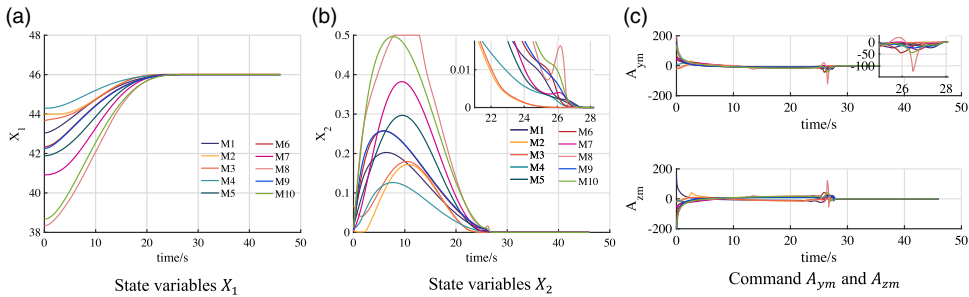 (a)
48
46
44
42
40
38
X1
0 10 20 30 40 50
time/s
M1 M6
M2 M7
M3 M8
M4 M9
M5 M10
State variables X1
(b)
0.5
0.4
0.3
0.2
0.1
0
X2
0 10 20 30 40 50
time/s
0.01
22 24 26 28
M1 M6
M2 M7
M3 M8
M4 M9
M5 M10
State variables X2
(c)
200
0
-200
Aym
0 10 20 30 40 50
time/s
0
-50
-100
26 28
200
0
-200
Azm
0 10 20 30 40 50
time/s
Command Aym and Azm